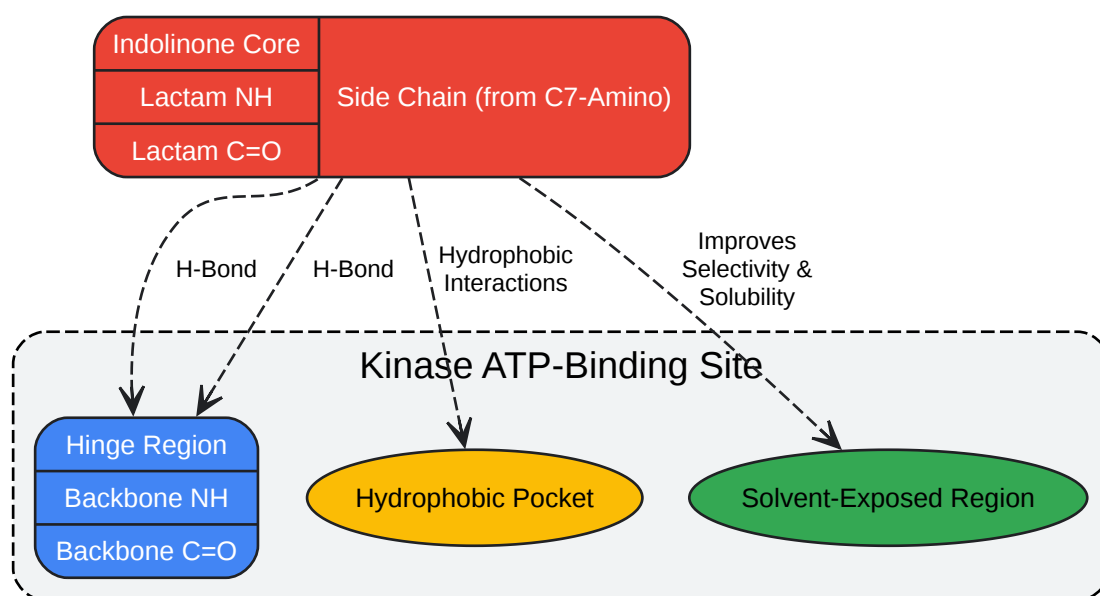 Indolinone Core
Lactam NH
Lactam C=O
Side Chain (from C7-Amino)
H-Bond
H-Bond
Hydrophobic
Interactions
Improves
Selectivity &
Solubility
Kinase ATP-Binding Site
Hinge Region
Backbone NH
Backbone C=O
Hydrophobic Pocket
Solvent-Exposed Region